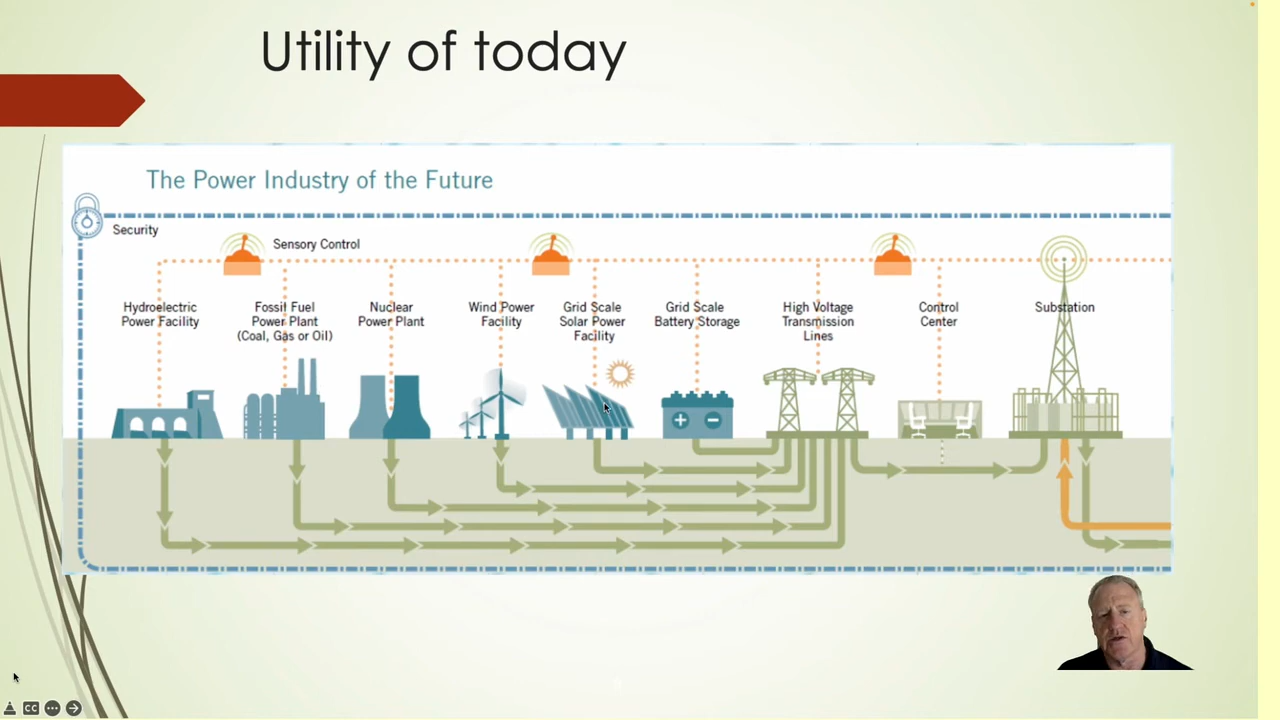 Utility of today
The Power Industry of the Future
Security
Sensory Control
Hydroelectric
Power Facility
Fossil Fuel
Power Plant
(Coal, Gas or Oil)
Nuclear
Power Plant
Wind Power
Facility
Grid Scale
Solar Power
Facility
Grid Scale
Battery Storage
High Voltage
Transmission
Lines
Control
Center
Substation
CC